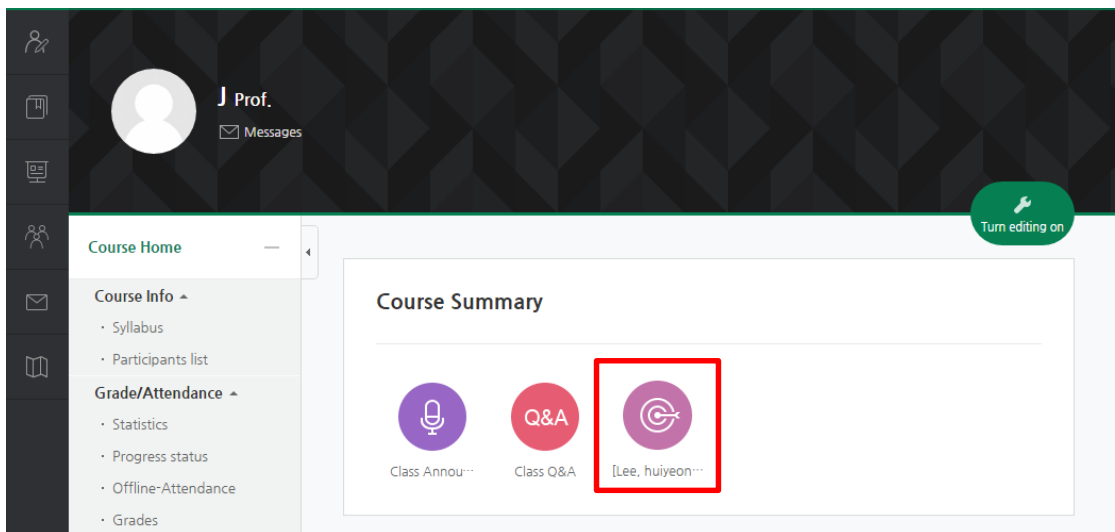 J Prof.
Messages
Turn editing on
Course Home
Course Info
· Syllabus
· Participants list
Grade/Attendance
· Statistics
· Progress status
· Offline-Attendance
· Grades
Course Summary
Q&A
Class Annou…
Class Q&A
[Lee, huiyeon…